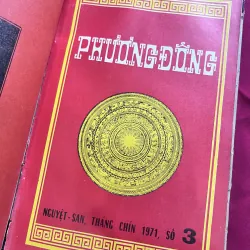 PHƯƠNG-ĐÔNG
NGUYỆT-SAN, THÁNG CHÍN 1971, SỐ 3